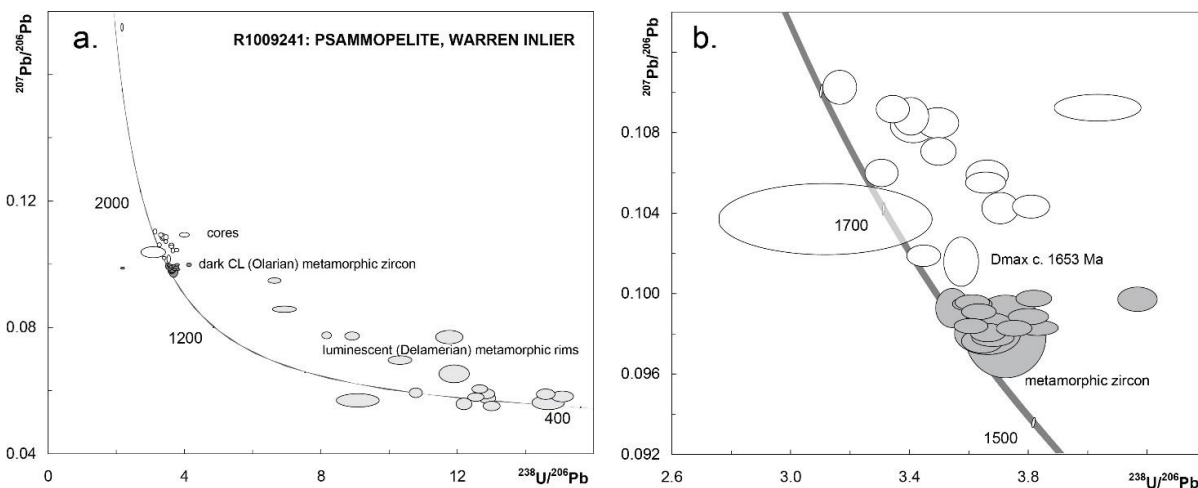 a.
R1009241: PSAMMOPELITE, WARREN INLIER
207Pb/206Pb
0.12
0.08
0.04
2000
cores
dark CL (Olarian) metamorphic zircon
1200
luminescent (Delamerian) metamorphic rims
400
0
4
8
12
238U/206Pb
b.
207Pb/206Pb
0.108
0.104
0.100
0.096
0.092
1700
Dmax c. 1653 Ma
metamorphic zircon
1500
2.6
3.0
3.4
3.8
238U/206Pb